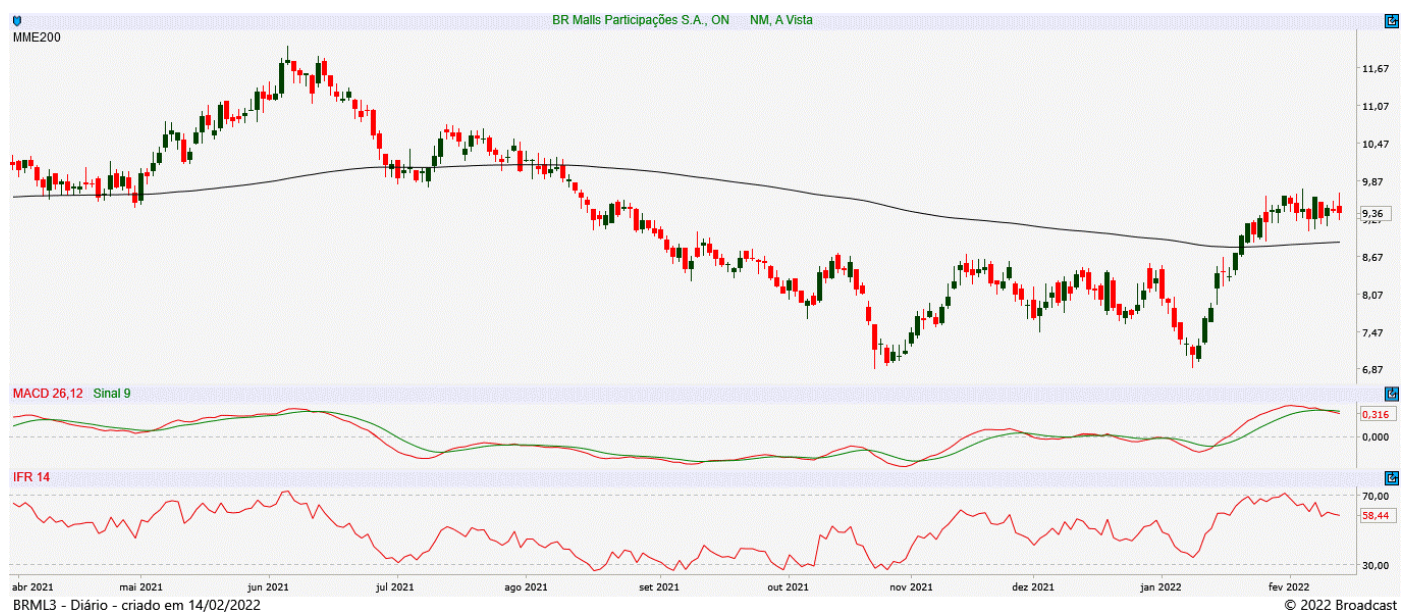 BR Malls Participações S.A., ON NM, A Vista
MME200
11,67
11,07
10,47
9,87
9,36
8,67
8,07
7,47
6,87
MACD 26,12 Sinal 9
0,316
0,000
IFR 14
70,00
58,44
30,00
abr 2021 mai 2021 jun 2021 jul 2021 ago 2021 set 2021 out 2021 nov 2021 dez 2021 jan 2022 fev 2022
BRML3 - Diário - criado em 14/02/2022 © 2022 Broadcast